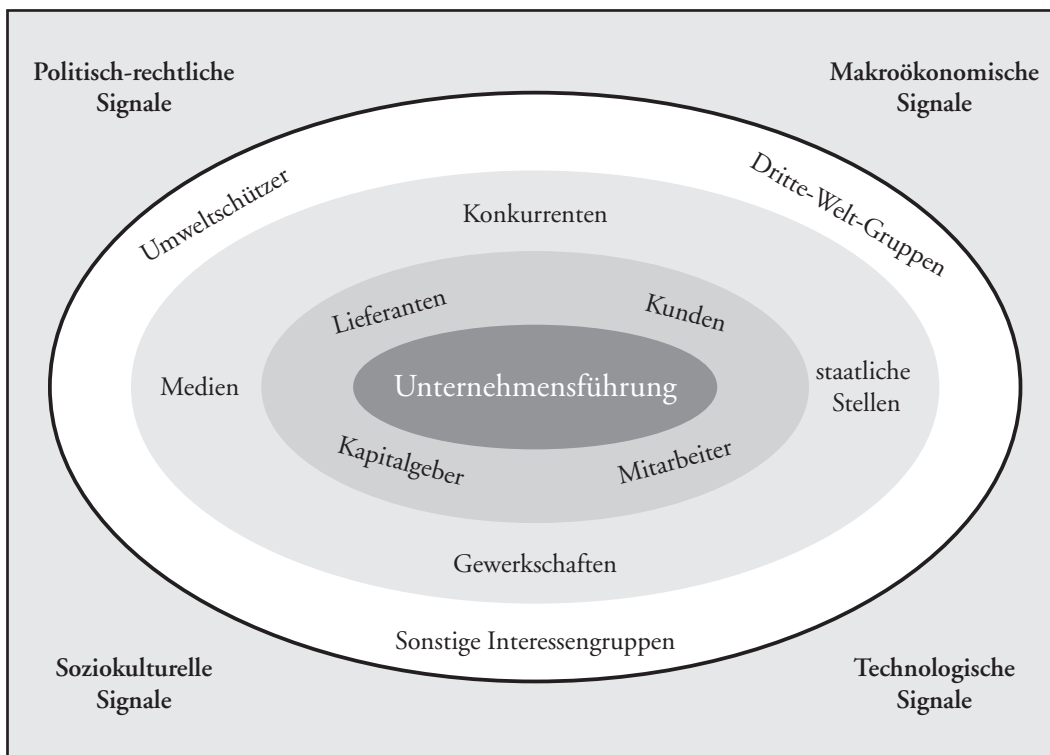 Politisch-rechtliche
Signale
Makroökonomische
Signale
Umweltschützer
Dritte-Welt-Gruppen
Konkurrenten
Lieferanten
Kunden
Medien
Unternehmensführung
staatliche
Stellen
Kapitalgeber
Mitarbeiter
Gewerkschaften
Sonstige Interessengruppen
Soziokulturelle
Signale
Technologische
Signale